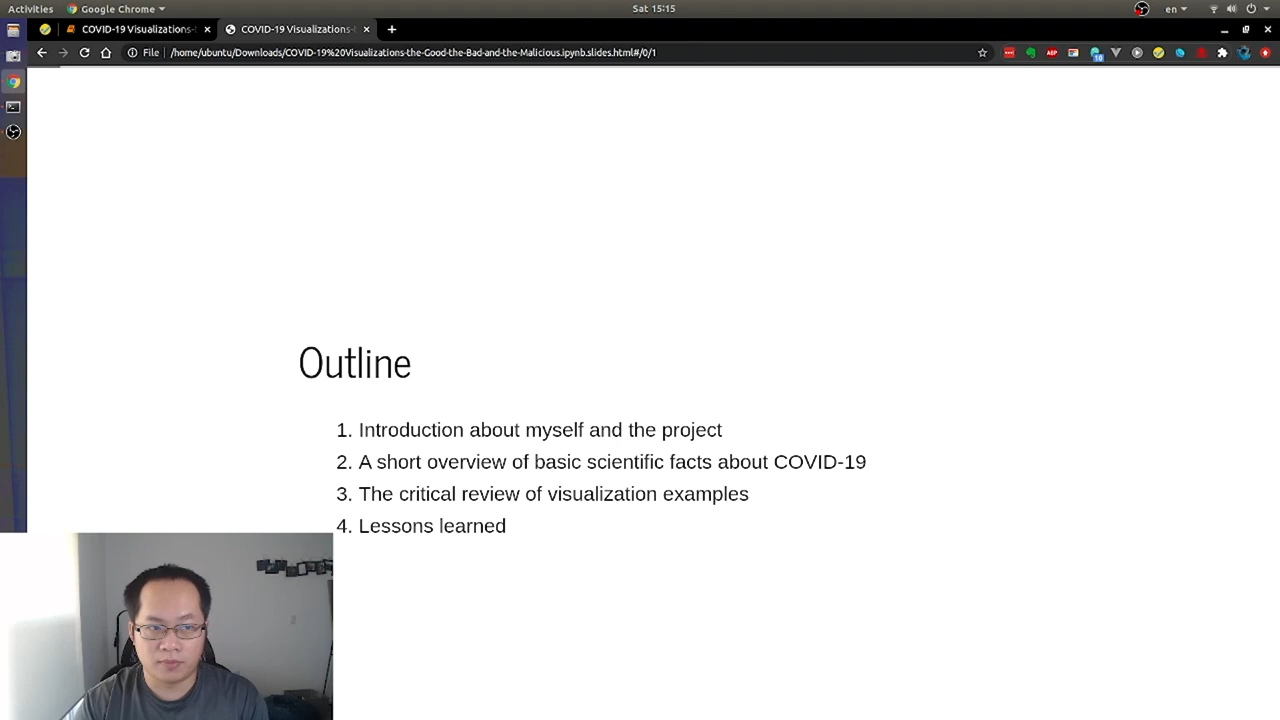 Activities
Google Chrome
Sat 15:15
en
COVID-19 Visualizations-
COVID-19 Visualizations-
File
/home/ubuntu/Downloads/COVID-19%20Visualizations-the-Good-the-Bad-and-the-Malicious.ipynb.slides.html#/0/1
ABP
10
Outline
1. Introduction about myself and the project
2. A short overview of basic scientific facts about COVID-19
3. The critical review of visualization examples
4. Lessons learned